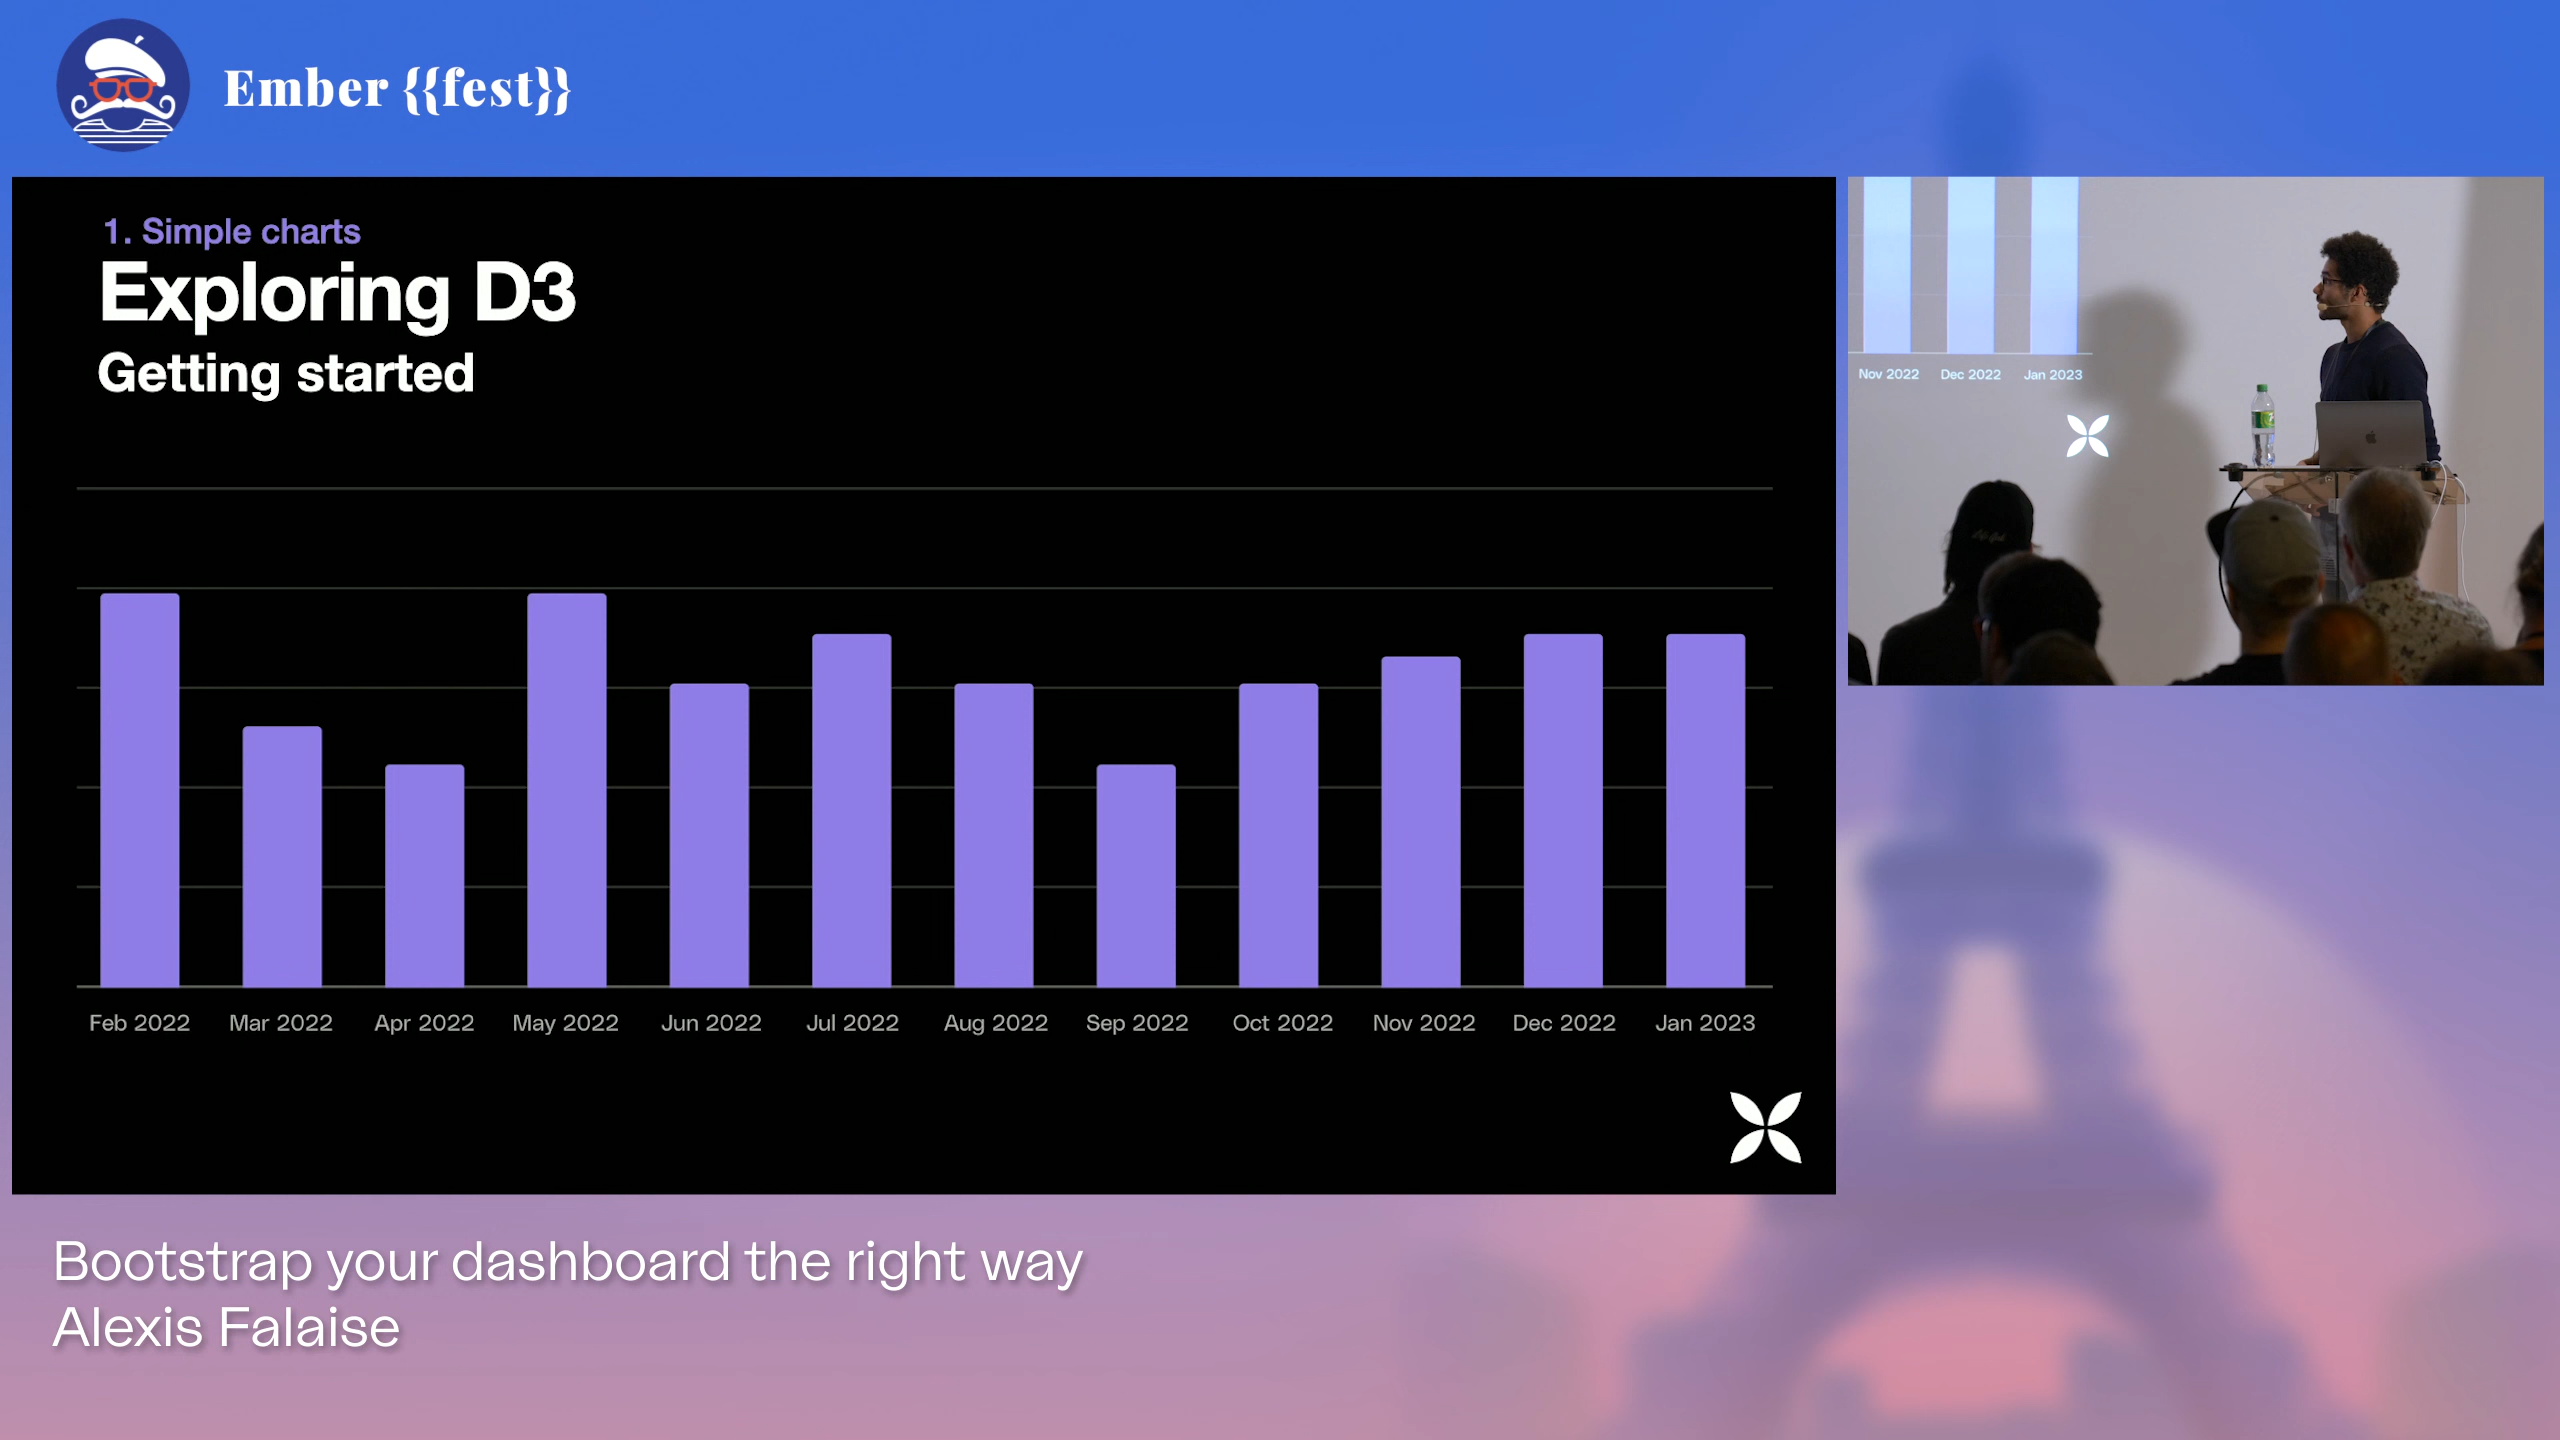 Ember {{fest}}
1. Simple charts
Exploring D3
Getting started
Feb 2022 Mar 2022 Apr 2022 May 2022 Jun 2022 Jul 2022 Aug 2022 Sep 2022 Oct 2022 Nov 2022 Dec 2022 Jan 2023
Nov 2022 Dec 2022 Jan 2023
Bootstrap your dashboard the right way
Alexis Falaise